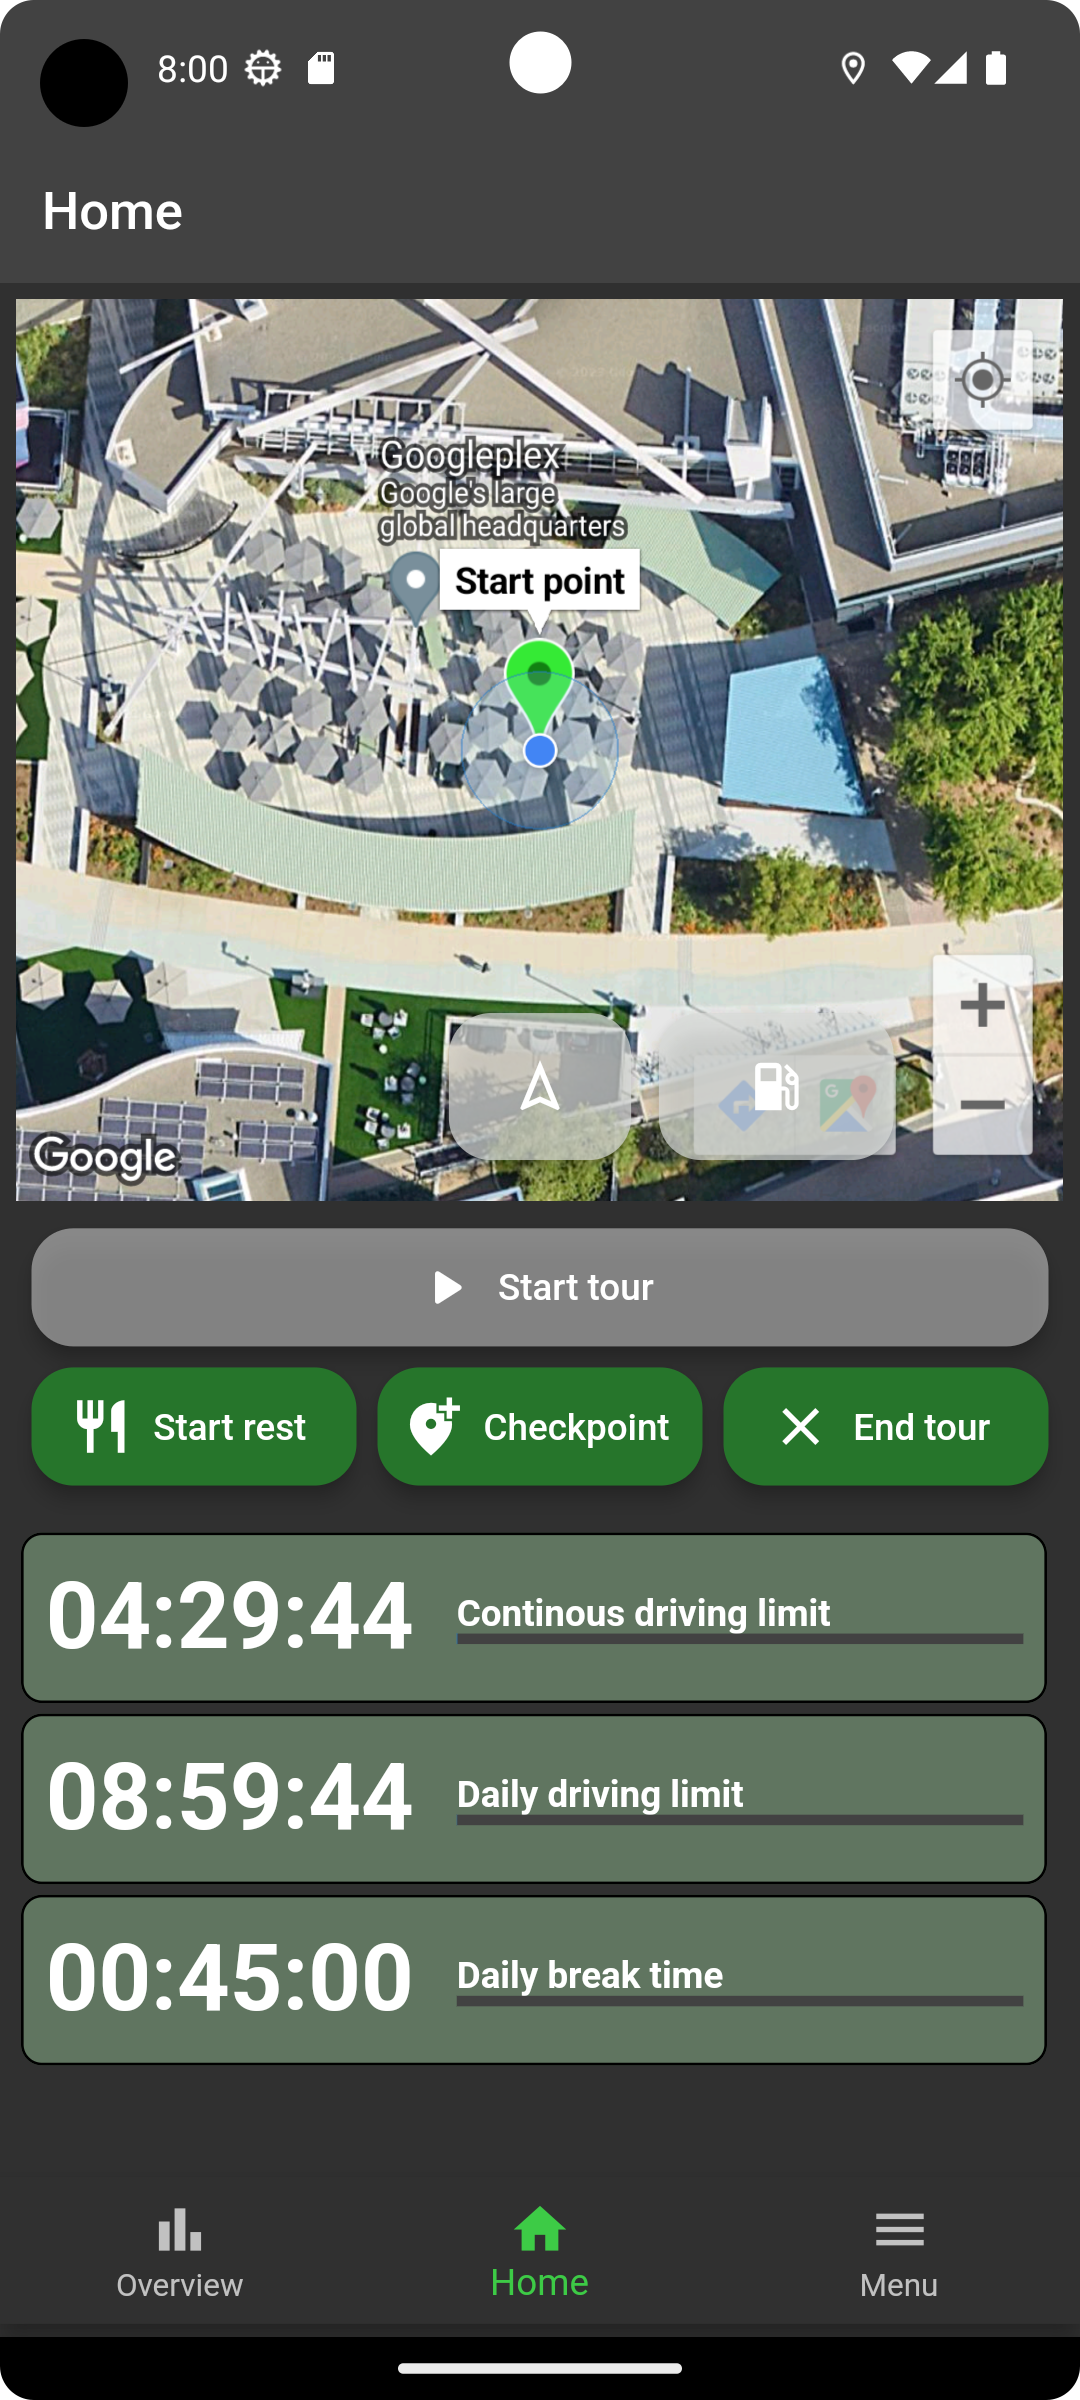 8:00
Home
Googleplex
Google's large
global headquarters
Start point
Google
Start tour
Start rest
Checkpoint
End tour
04:29:44
Continous driving limit
08:59:44
Daily driving limit
00:45:00
Daily break time
Overview
Home
Menu